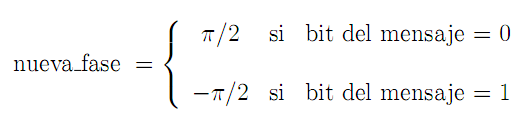 π/2 si bit del mensaje = 0
nueva_fase =
−π/2 si bit del mensaje = 1